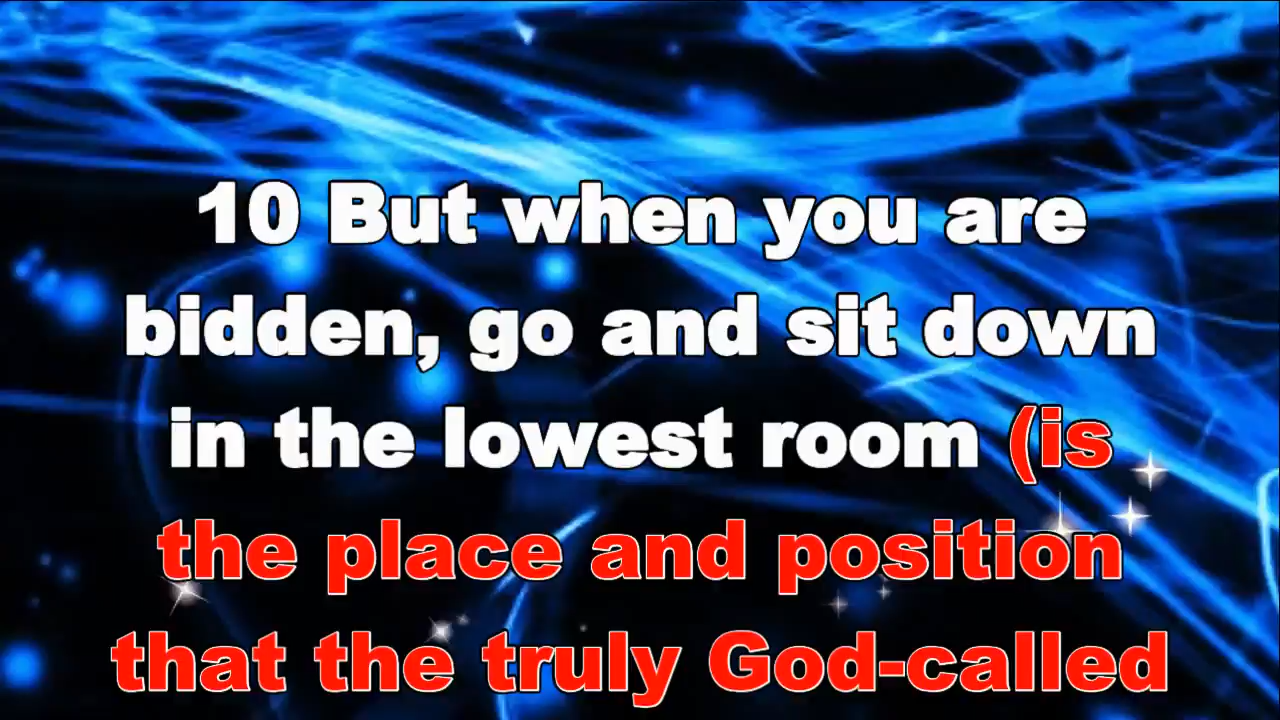 10 But when you are
bidden, go and sit down
in the lowest room (is
the place and position
that the truly God-called